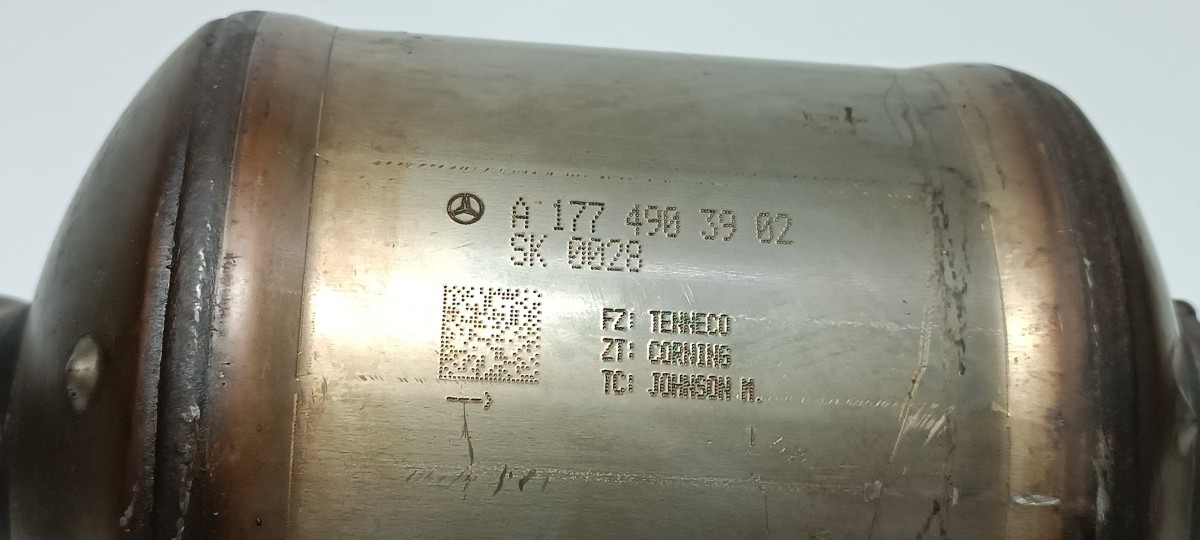 A 177 490 39 02
SK 0028
FZ: TENNECO
ZT: CORNING
TC: JOHNSON M.